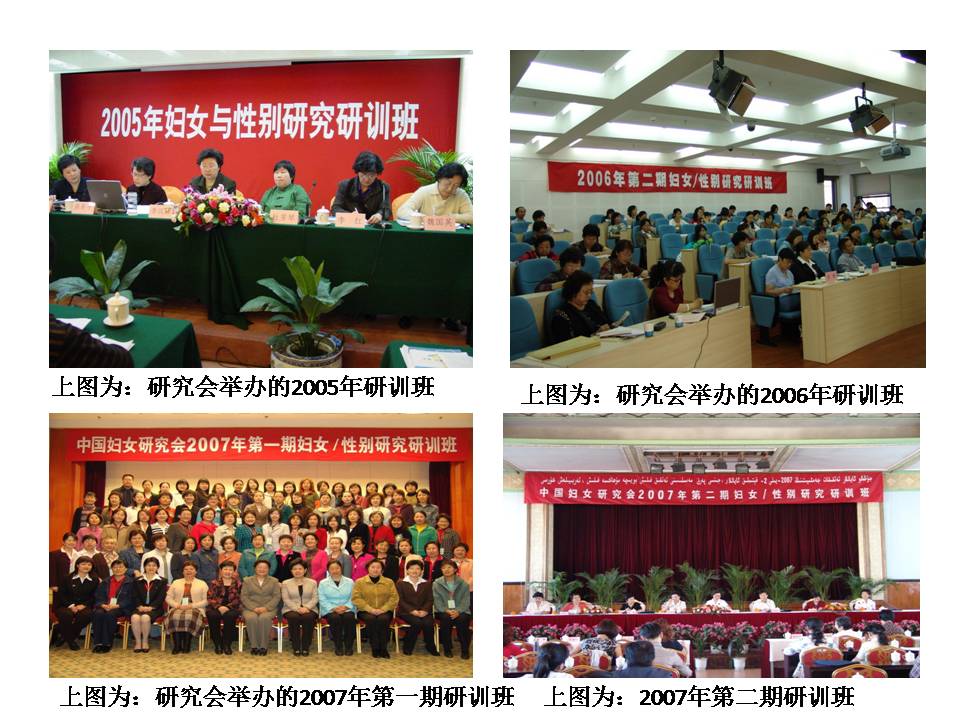 2005年妇女与性别研究研训班
李红
魏国英
2006年第二期妇女/性别研究研训班
上图为：研究会举办的2005年研训班
上图为：研究会举办的2006年研训班
中国妇女研究会2007年第一期妇女/性别研究研训班
中国妇女研究会2007年第二期妇女/性别研究研训班
上图为：研究会举办的2007年第一期研训班
上图为：2007年第二期研训班